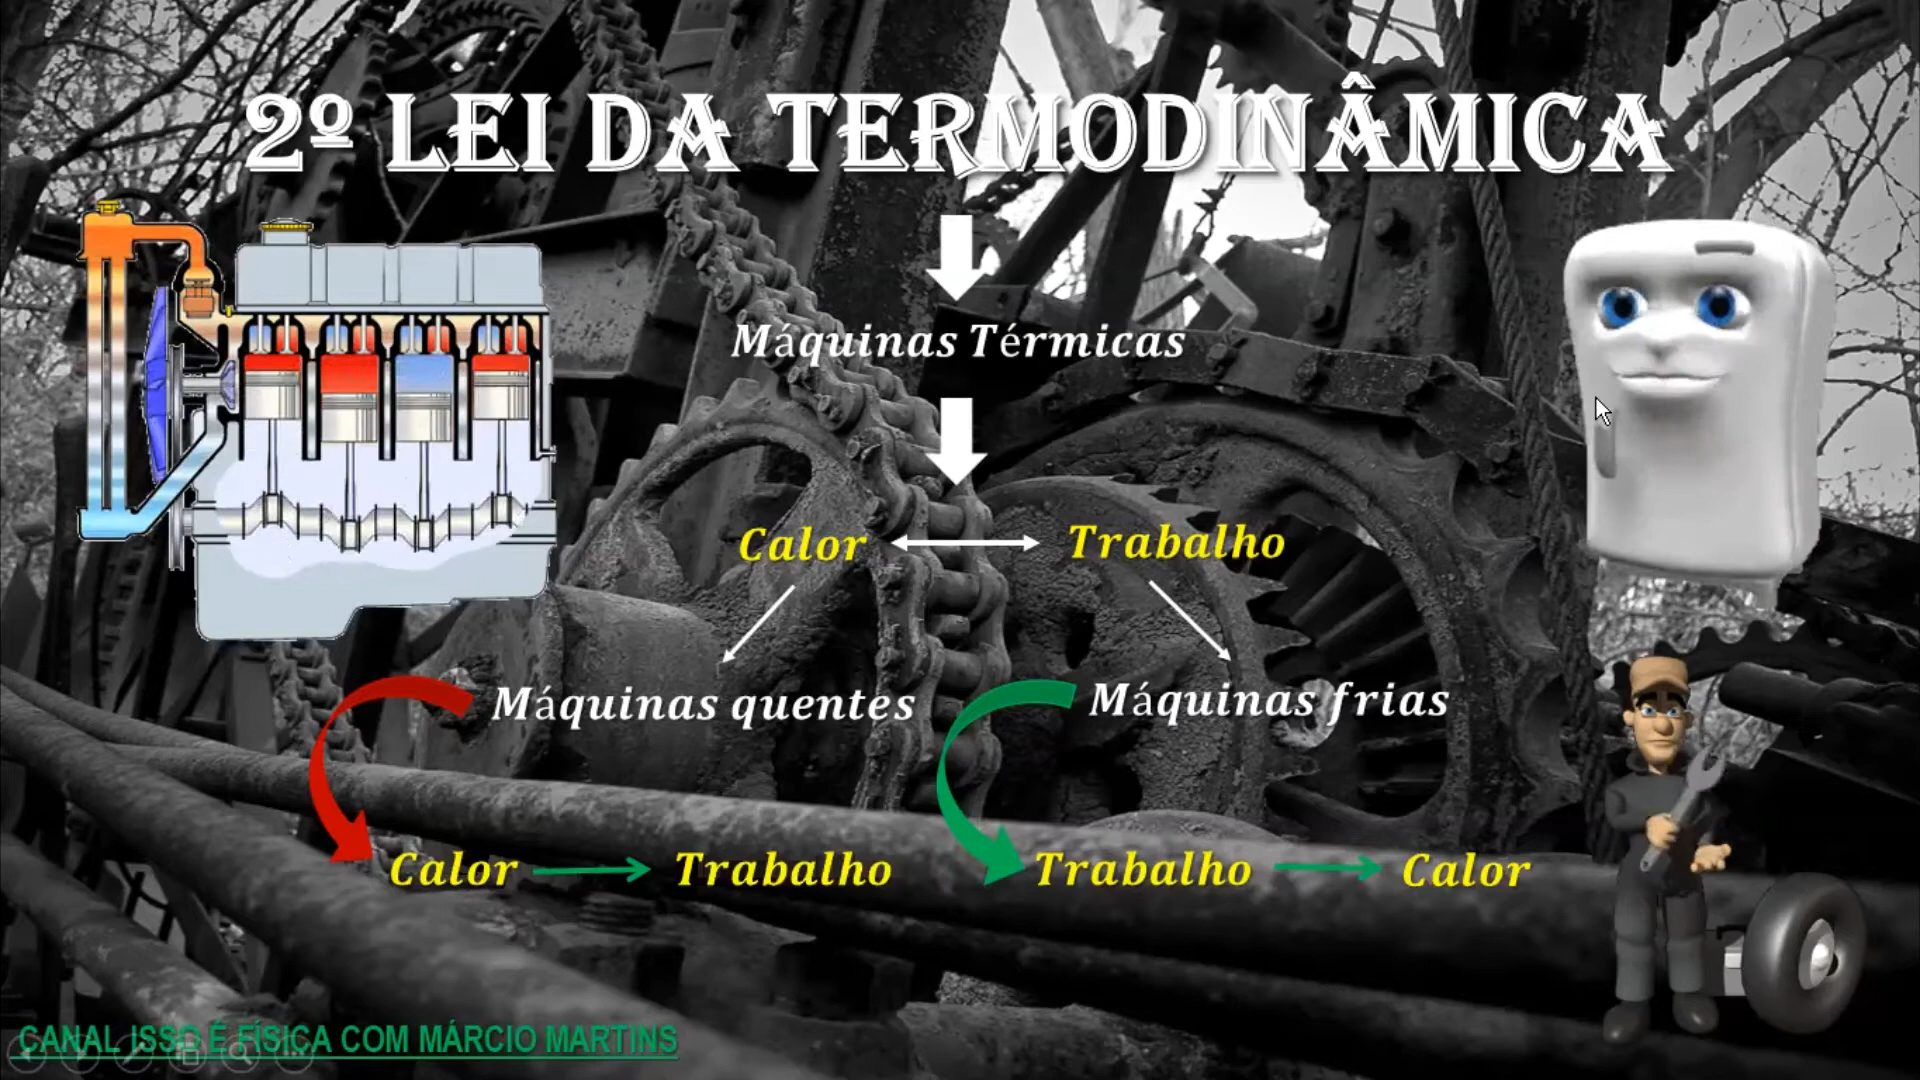 2º LEI DA TERMODINÂMICA
Máquinas Térmicas
Calor Trabalho
Máquinas quentes Máquinas frias
Calor Trabalho Trabalho Calor
CANAL ISSO É FÍSICA COM MÁRCIO MARTINS